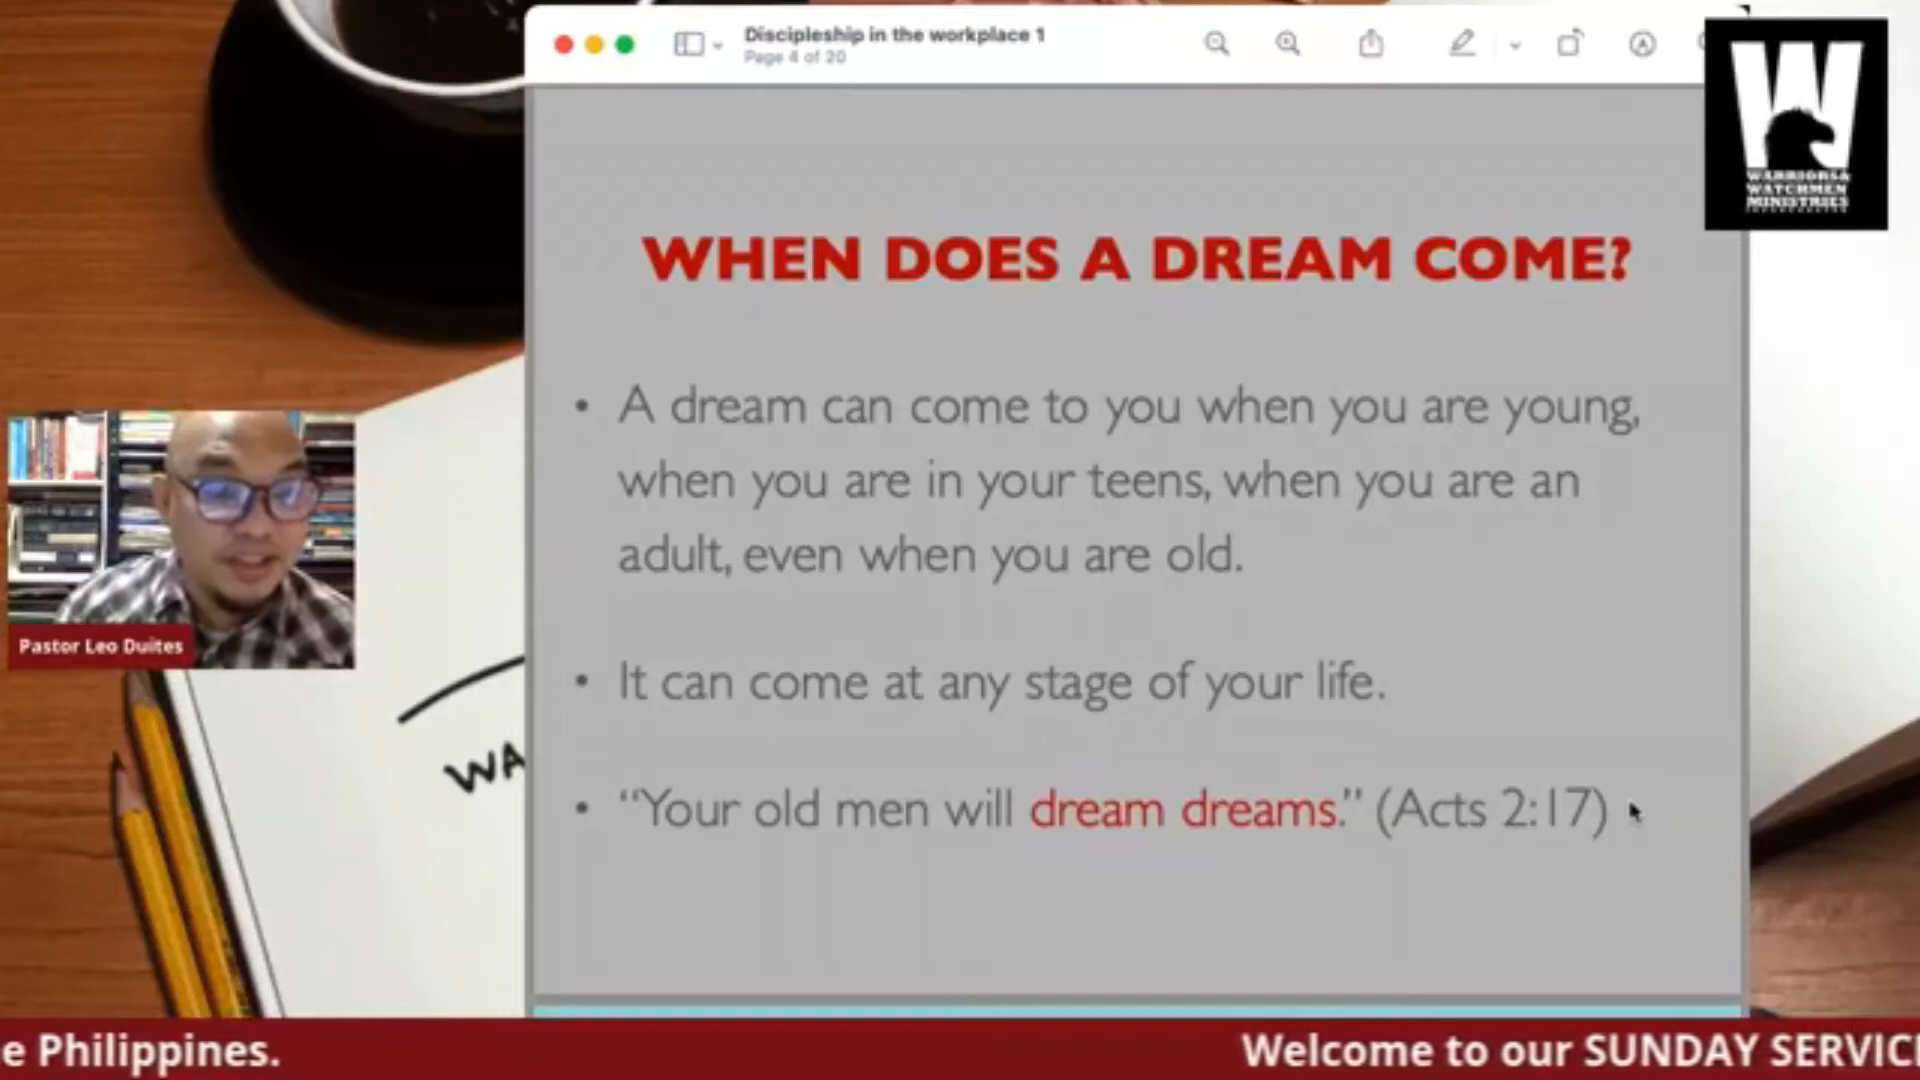 Discipleship in the workplace 1
Page 4 of 20
W
WARRIORS &
WATCHMEN
MINISTRIES
WHEN DOES A DREAM COME?
• A dream can come to you when you are young,
when you are in your teens, when you are an
adult, even when you are old.
• It can come at any stage of your life.
• “Your old men will dream dreams.” (Acts 2:17)
Pastor Leo Duites
WA
e Philippines.
Welcome to our SUNDAY SERVIC